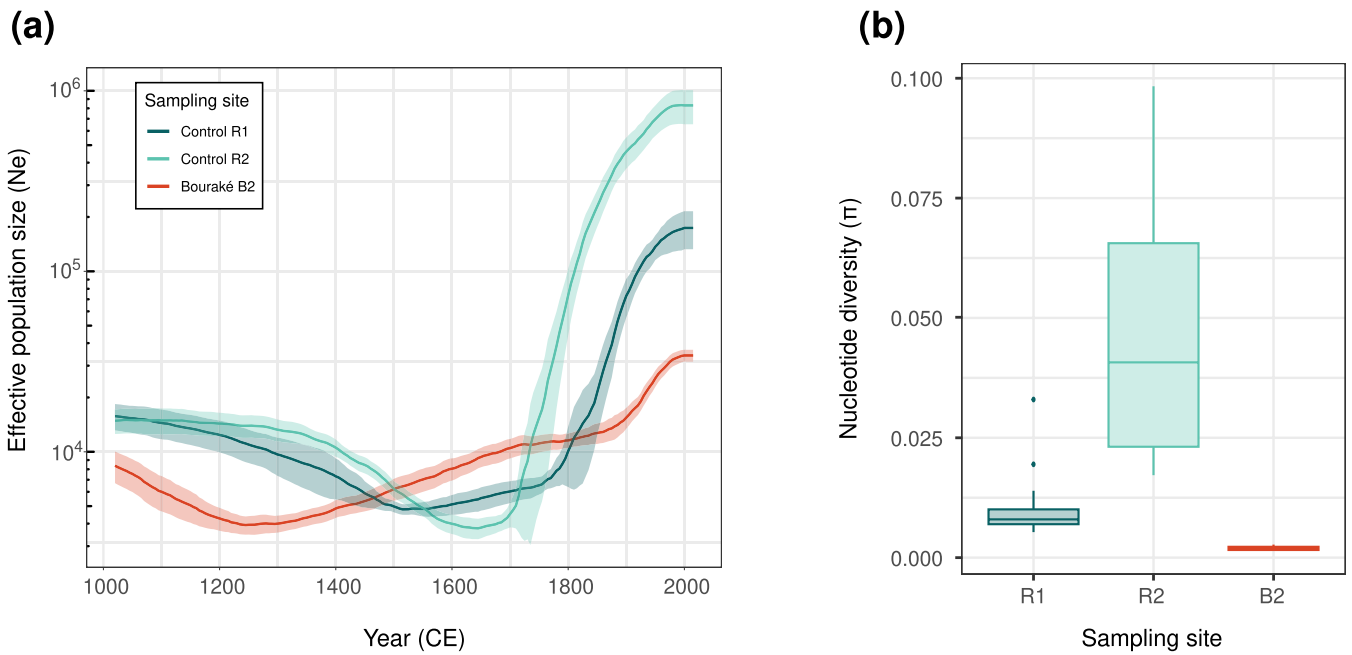 (a)
Effective population size (Ne)
10⁶
10⁵
10⁴
Sampling site
Control R1
Control R2
Bouraké B2
1000 1200 1400 1600 1800 2000
Year (CE)
(b)
Nucleotide diversity (π)
0.100
0.075
0.050
0.025
0.000
R1 R2 B2
Sampling site